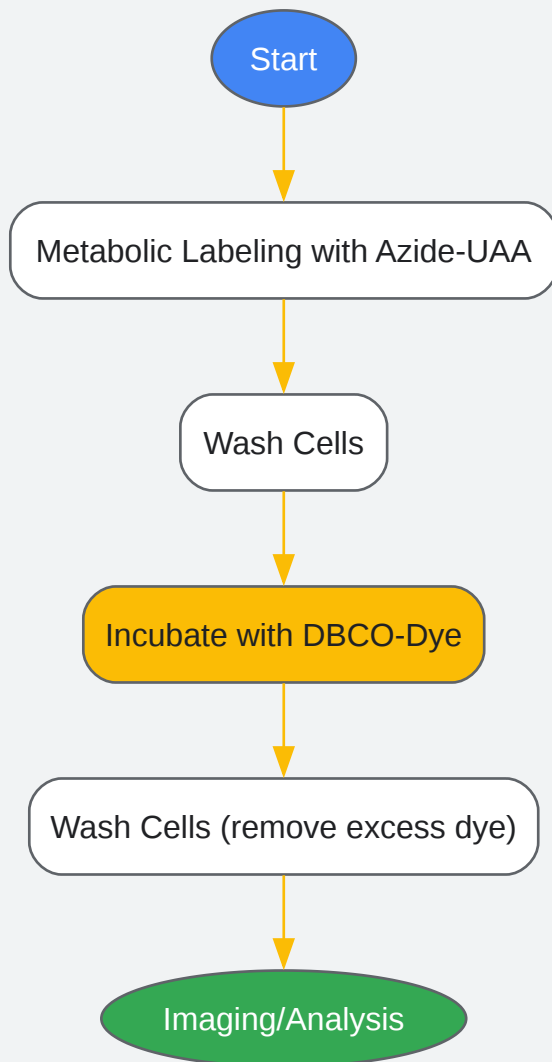 Start
Metabolic Labeling with Azide-UAA
Wash Cells
Incubate with DBCO-Dye
Wash Cells (remove excess dye)
Imaging/Analysis